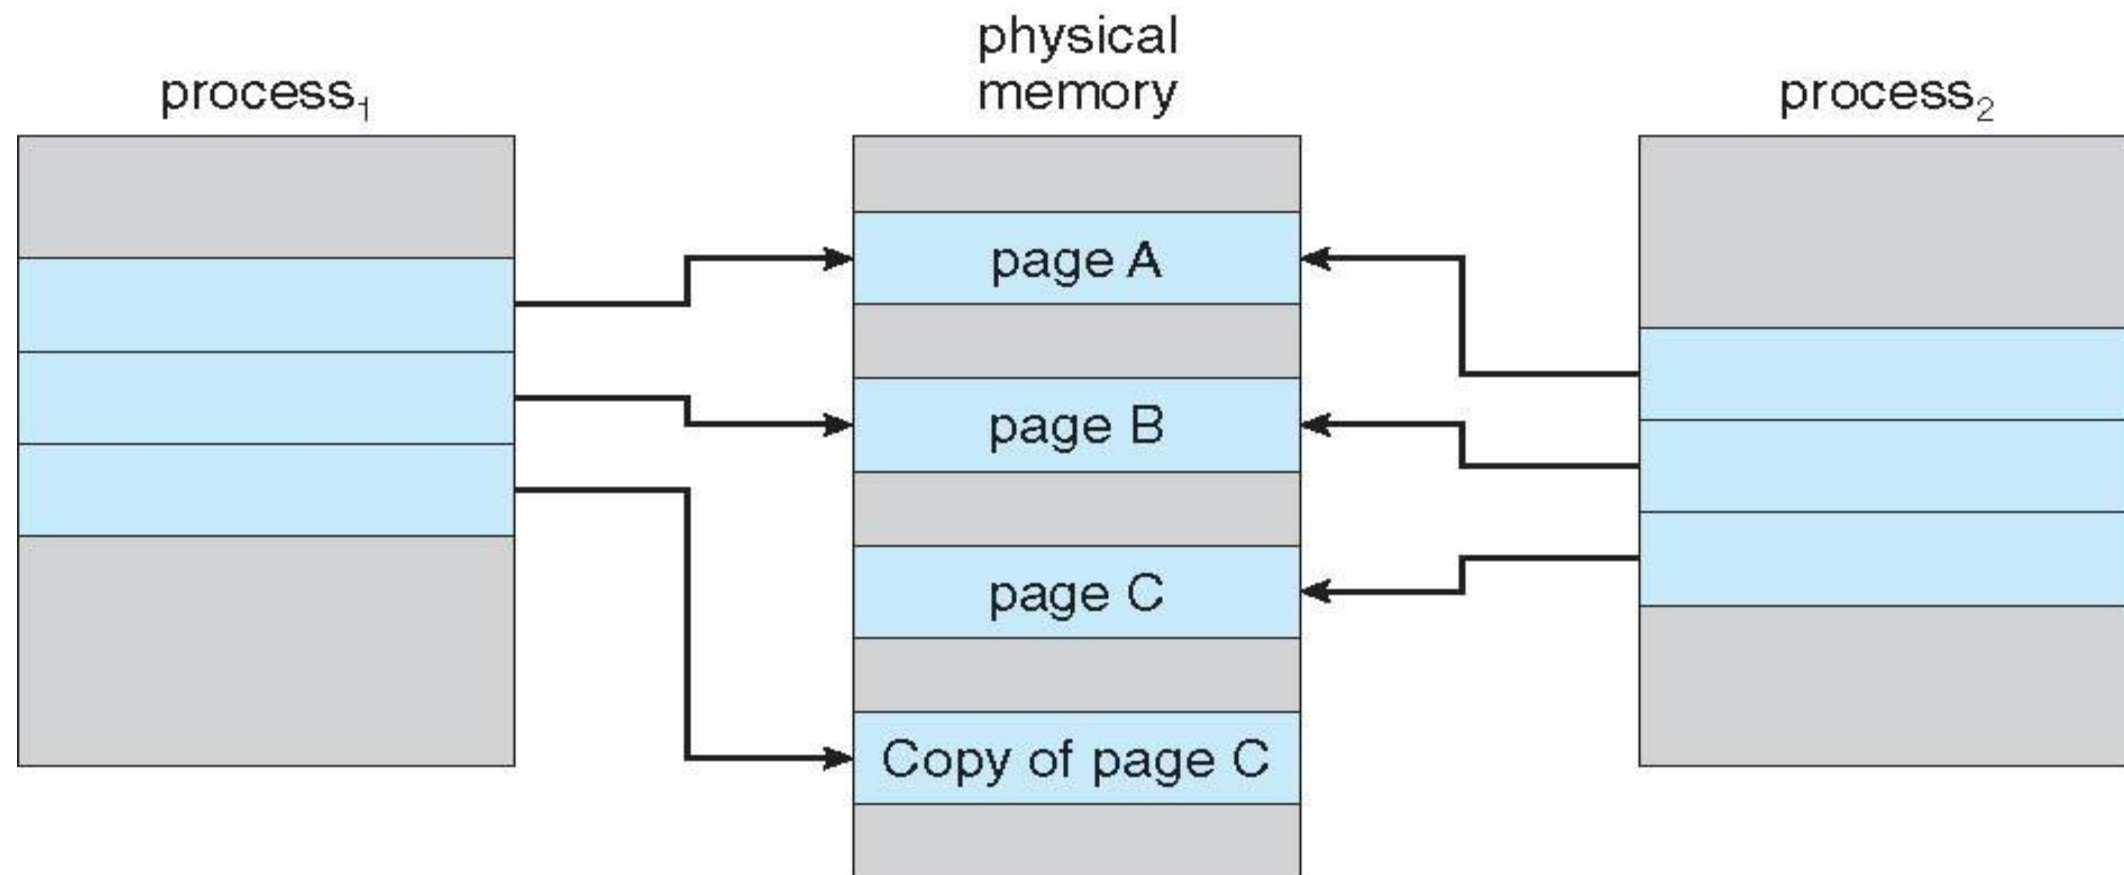 process₁
physical
memory
process₂
page A
page B
page C
Copy of page C